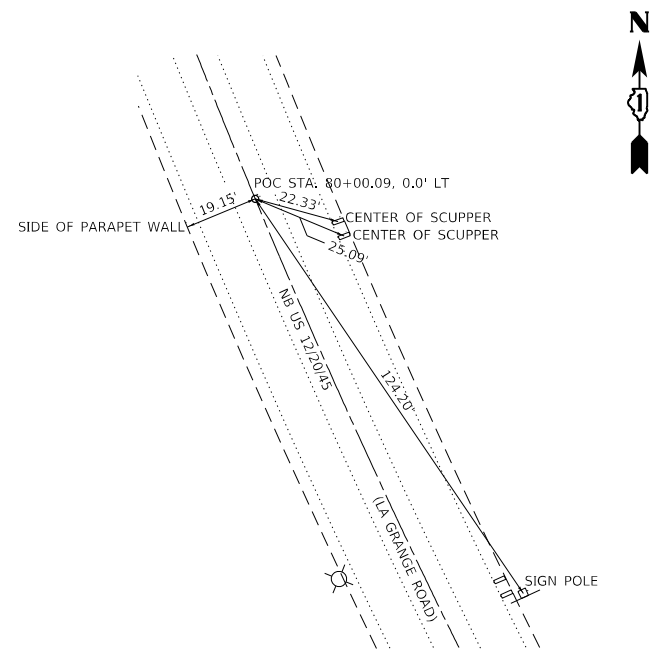 N
1
POC STA. 80+00.09, 0.0' LT
19.15'
22.33'
CENTER OF SCUPPER
SIDE OF PARAPET WALL
CENTER OF SCUPPER
25.09'
NB US 12/20/45
124.20'
(LA GRANGE ROAD)
SIGN POLE